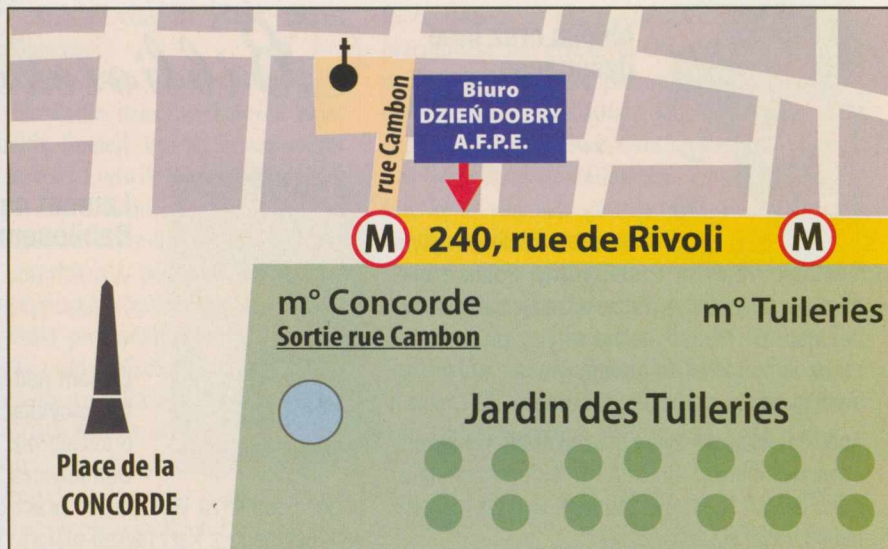 Biuro
DZIEŃ DOBRY
A.F.P.E.
rue Cambon
M 240, rue de Rivoli M
m° Concorde
Sortie rue Cambon
m° Tuileries
Jardin des Tuileries
Place de la
CONCORDE